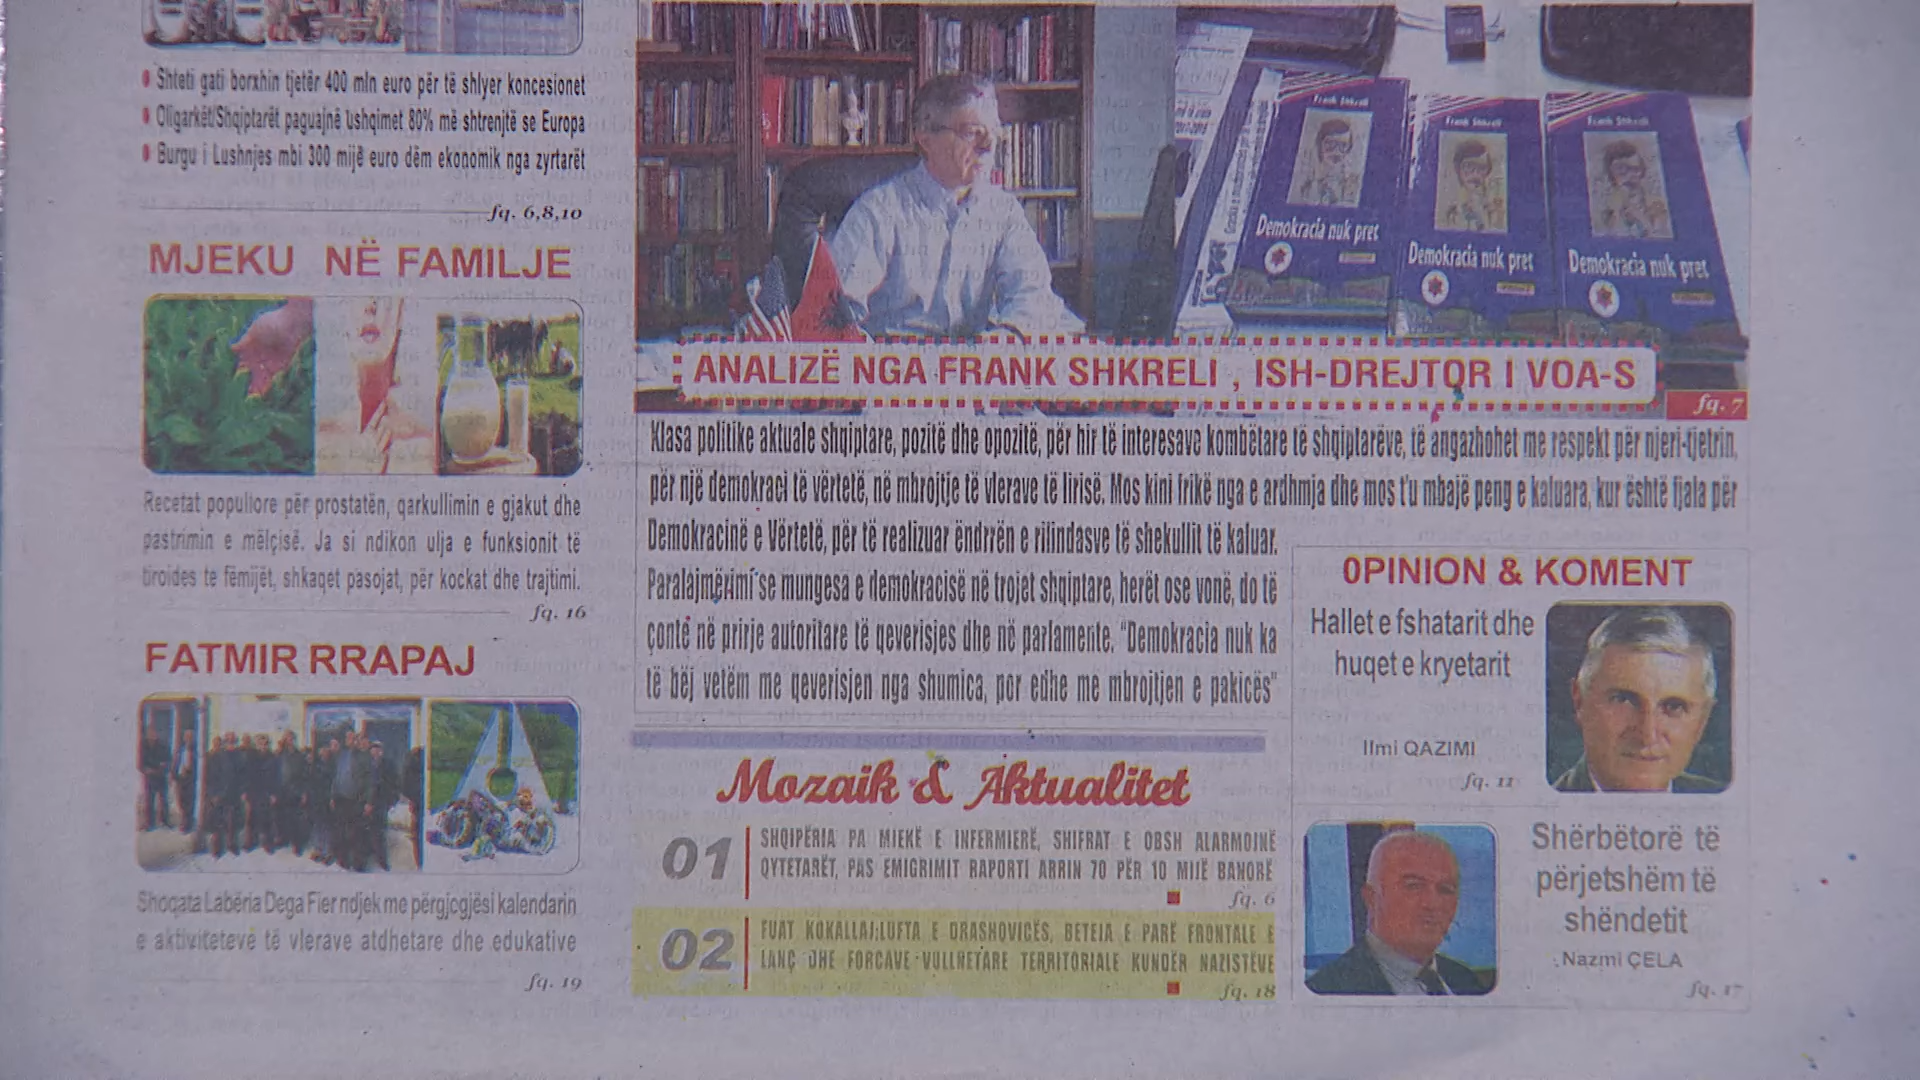 Shteti gati borxhin tjetër 400 mln euro për të shlyer koncesionet
Oligarkët/Shqiptarët paguajnë ushqimet 80% më shtrenjtë se Europa
Burgu i Lushnjes mbi 300 mijë euro dëm ekonomik nga zyrtarët
fq. 6,8,10
MJEKU NË FAMILJE
Recetat popullore për prostatën, qarkullimin e gjakut dhe
pastrimin e mëlçisë. Ja si ndikon ulja e funksionit të
tiroides te fëmijët, shkaqet pasojat, për kockat dhe trajtimi.
fq. 16
FATMIR RRAPAJ
Shoqata Labëria Dega Fier ndjek me përgjegjësi kalendarin
e aktiviteteve të vlerave atdhetare dhe edukative
fq. 19
Frank Shkreli
Demokracia nuk pret
Frank Shkreli
Demokracia nuk pret
Frank Shkreli
Demokracia nuk pret
ANALIZË NGA FRANK SHKRELI , ISH-DREJTOR I VOA-S
fq. 7
Klasa politike aktuale shqiptare, pozitë dhe opozitë, për hir të interesave kombëtare të shqiptarëve, të angazhohet me respekt për njeri-tjetrin,
për një demokraci të vërtetë, në mbrojtje të vlerave të lirisë. Mos kini frikë nga e ardhmja dhe mos t'u mbajë peng e kaluara, kur është fjala për
Demokracinë e Vërtetë, për të realizuar ëndrrën e rilindasve të shekullit të kaluar.
Paralajmërimi se mungesa e demokracisë në trojet shqiptare, herët ose vonë, do të
çontë në prirje autoritare të qeverisjes dhe në parlamente. "Demokracia nuk ka
të bëj vetëm me qeverisjen nga shumica, por edhe me mbrojtjen e pakicës"
Mozaik & Aktualitet
01
SHQIPËRIA PA MJEKË E INFERMIERË, SHIFRAT E OBSH ALARMOJNË
QYTETARËT, PAS EMIGRIMIT RAPORTI ARRIN 70 PËR 10 MIJË BANORË
fq. 6
02
FUAT KOKALLAJ:LUFTA E DRASHOVICËS, BETEJA E PARË FRONTALE E
LANÇ DHE FORCAVE VULLNETARE TERRITORIALE KUNDËR NAZISTËVE
fq. 18
OPINION & KOMENT
Hallet e fshatarit dhe
huqet e kryetarit
Ilmi QAZIMI
fq. 11
Shërbëtorë të
përjetshëm të
shëndetit
Nazmi ÇELA
fq. 17